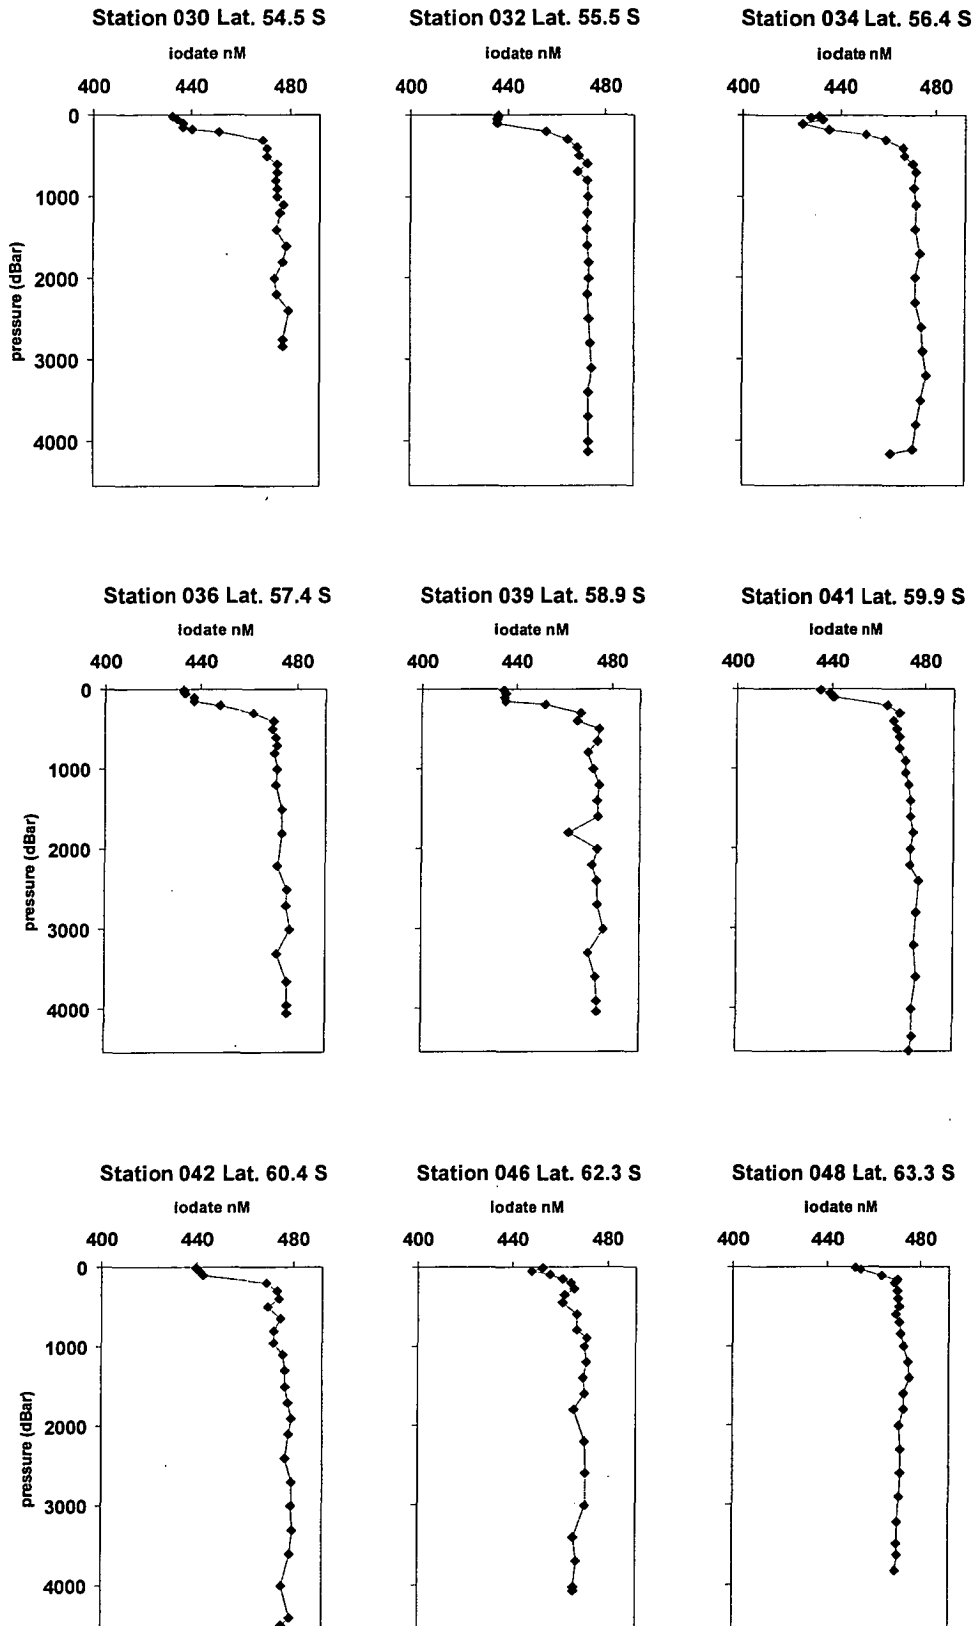 Station 030 Lat. 54.5 S Station 032 Lat. 55.5 S Station 034 Lat. 56.4 S
iodate nM iodate nM iodate nM
400 440 480 400 440 480 400 440 480
0
1000
2000
3000
4000
pressure (dBar)
Station 036 Lat. 57.4 S Station 039 Lat. 58.9 S Station 041 Lat. 59.9 S
iodate nM iodate nM iodate nM
400 440 480 400 440 480 400 440 480
0
1000
2000
3000
4000
pressure (dBar)
Station 042 Lat. 60.4 S Station 046 Lat. 62.3 S Station 048 Lat. 63.3 S
iodate nM iodate nM iodate nM
400 440 480 400 440 480 400 440 480
0
1000
2000
3000
4000
pressure (dBar)